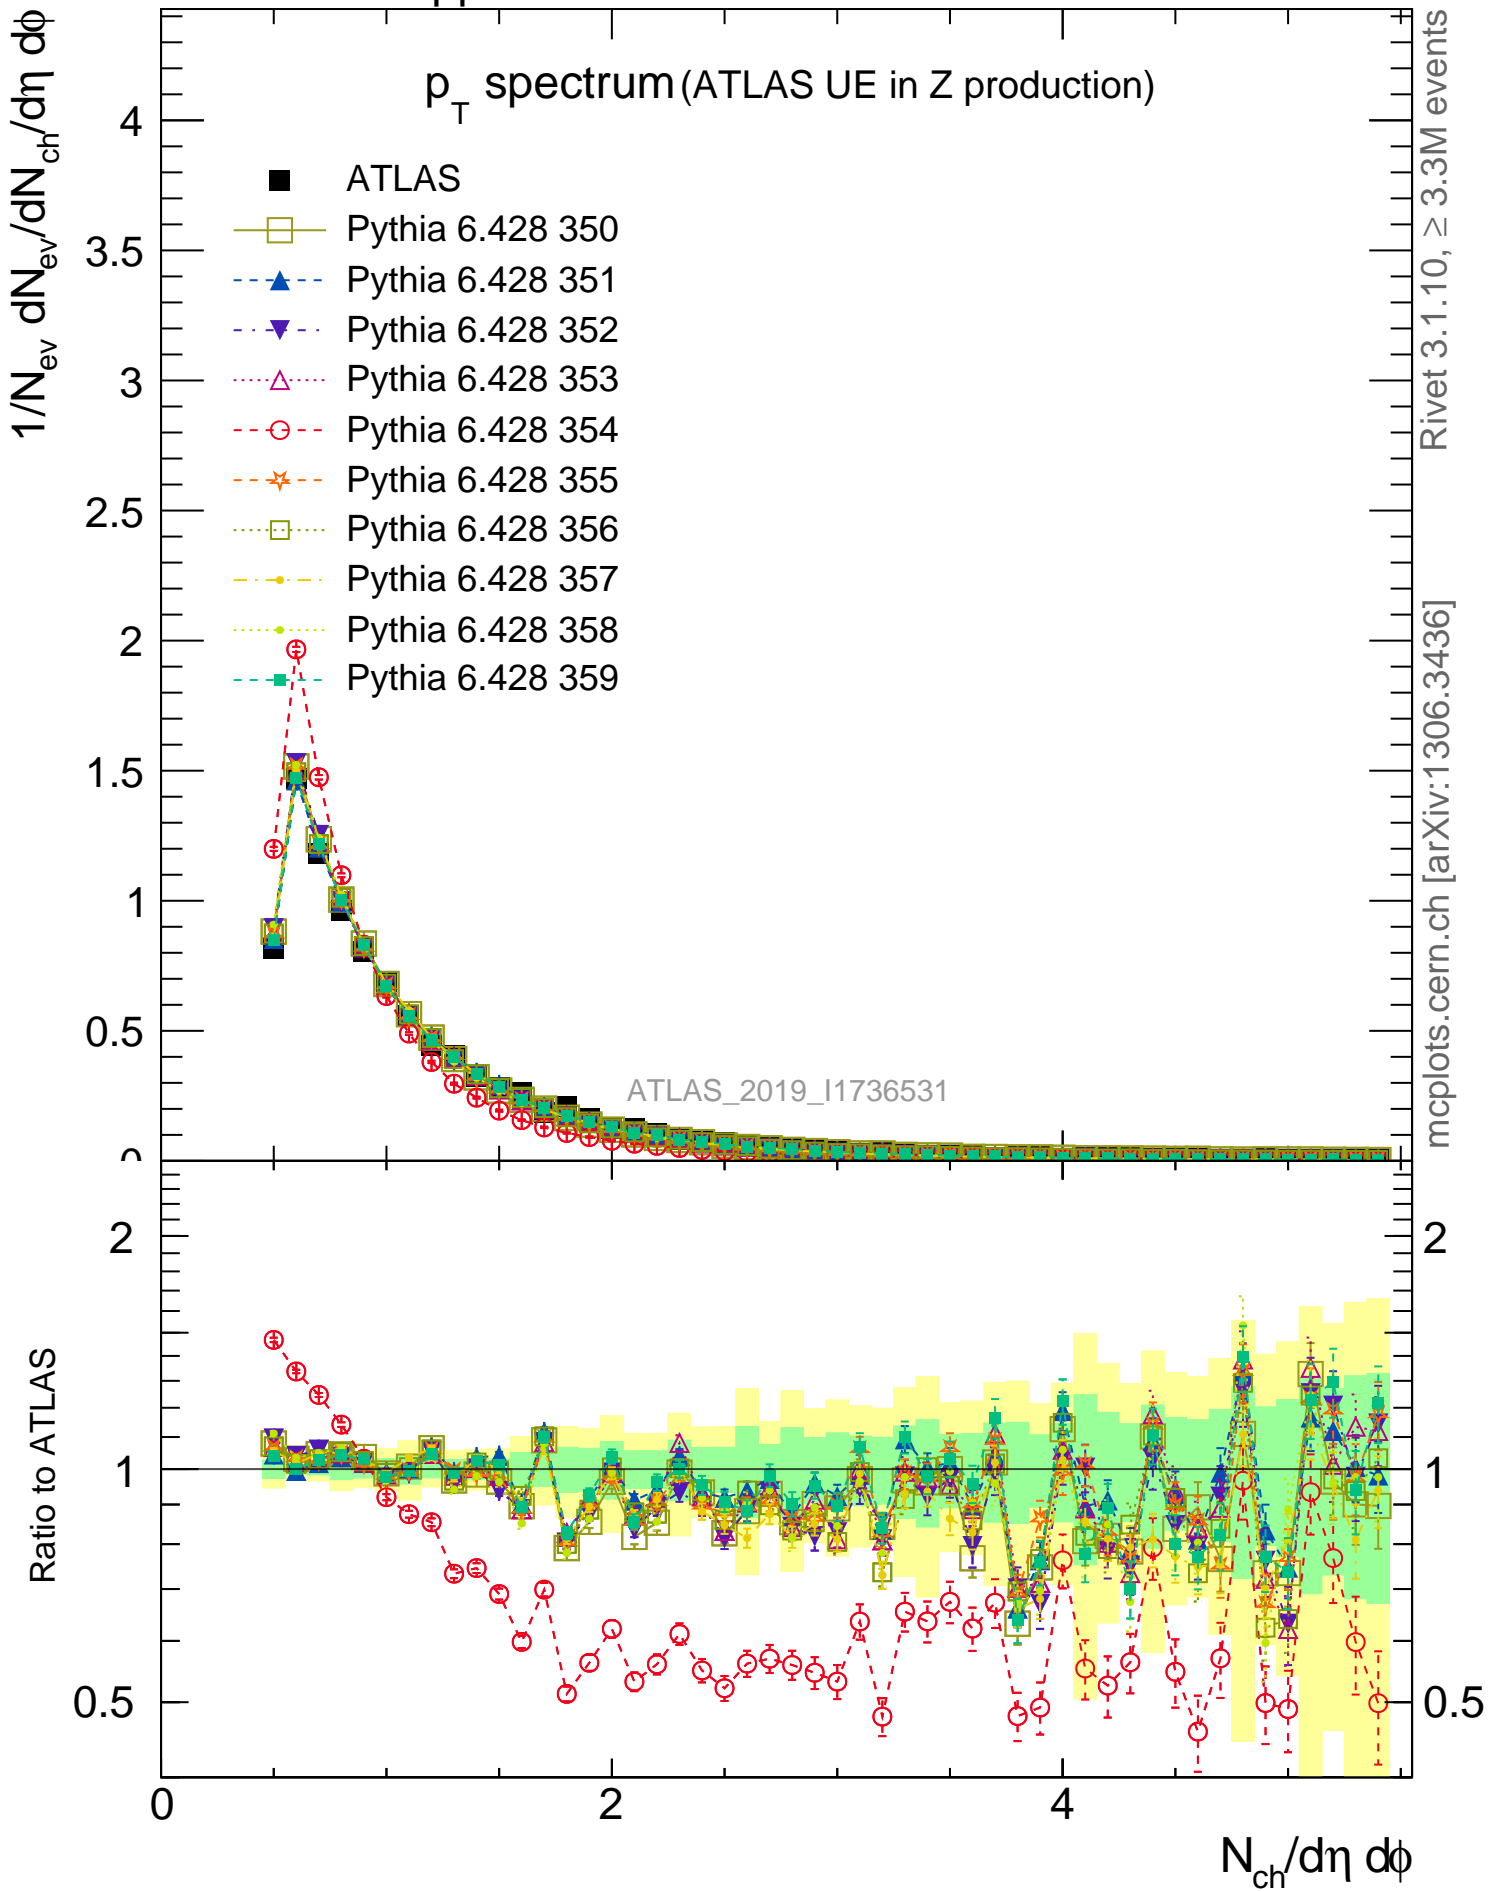 pp
1/N_ev dN_ev/dN_ch/dη dϕ
p_T spectrum (ATLAS UE in Z production)
ATLAS
Pythia 6.428 350
Pythia 6.428 351
Pythia 6.428 352
Pythia 6.428 353
Pythia 6.428 354
Pythia 6.428 355
Pythia 6.428 356
Pythia 6.428 357
Pythia 6.428 358
Pythia 6.428 359
4
3.5
3
2.5
2
1.5
1
0.5
0
ATLAS_2019_I1736531
Rivet 3.1.10, ≥ 3.3M events
mcplots.cern.ch [arXiv:1306.3436]
Ratio to ATLAS
2
1
0.5
2
1
0.5
0
2
4
N_ch/dη dϕ